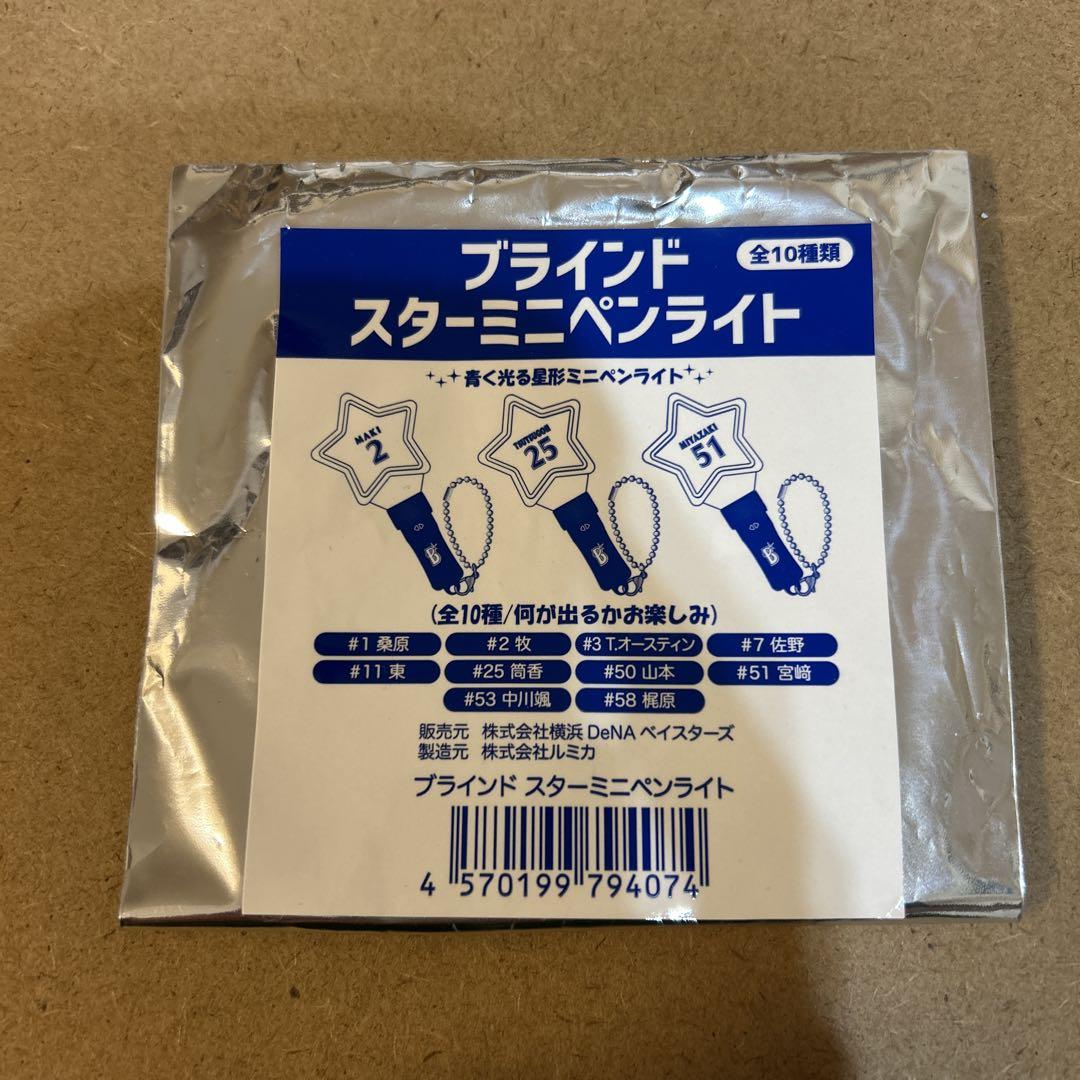 ブラインド
全10種類
スターミニペンライト
青く光る星形ミニペンライト
MAKI
2
TSUTSUGOH
25
MIYAZAKI
51
B
B
B
(全10種/何が出るかお楽しみ)
#1 桑原 #2 牧 #3 T.オースティン #7 佐野
#11 東 #25 筒香 #50 山本 #51 宮﨑
#53 中川颯 #58 梶原
販売元 株式会社横浜DeNAベイスターズ
製造元 株式会社ルミカ
ブラインド スターミニペンライト
4 570199 794074